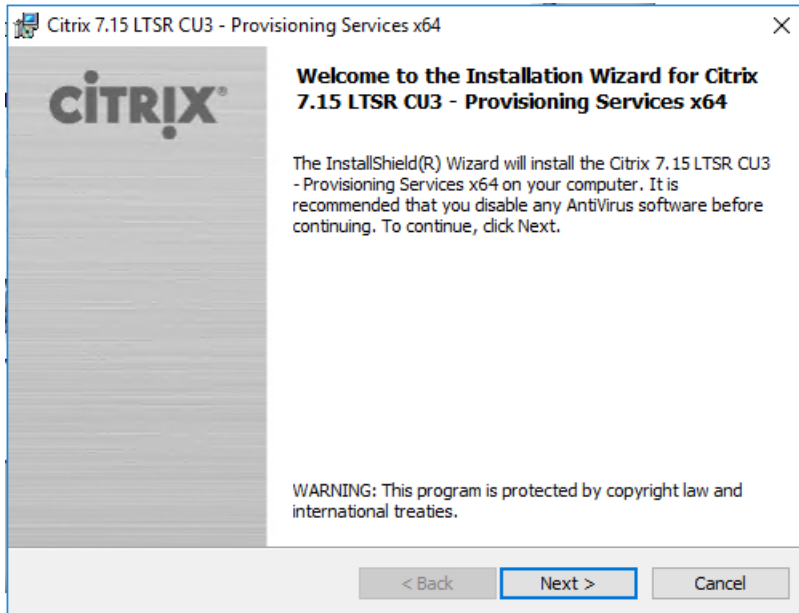 Citrix 7.15 LTSR CU3 - Provisioning Services x64
CİTRIX®
Welcome to the Installation Wizard for Citrix
7.15 LTSR CU3 - Provisioning Services x64
The InstallShield(R) Wizard will install the Citrix 7.15 LTSR CU3
- Provisioning Services x64 on your computer. It is
recommended that you disable any AntiVirus software before
continuing. To continue, click Next.
WARNING: This program is protected by copyright law and
international treaties.
< Back
Next >
Cancel